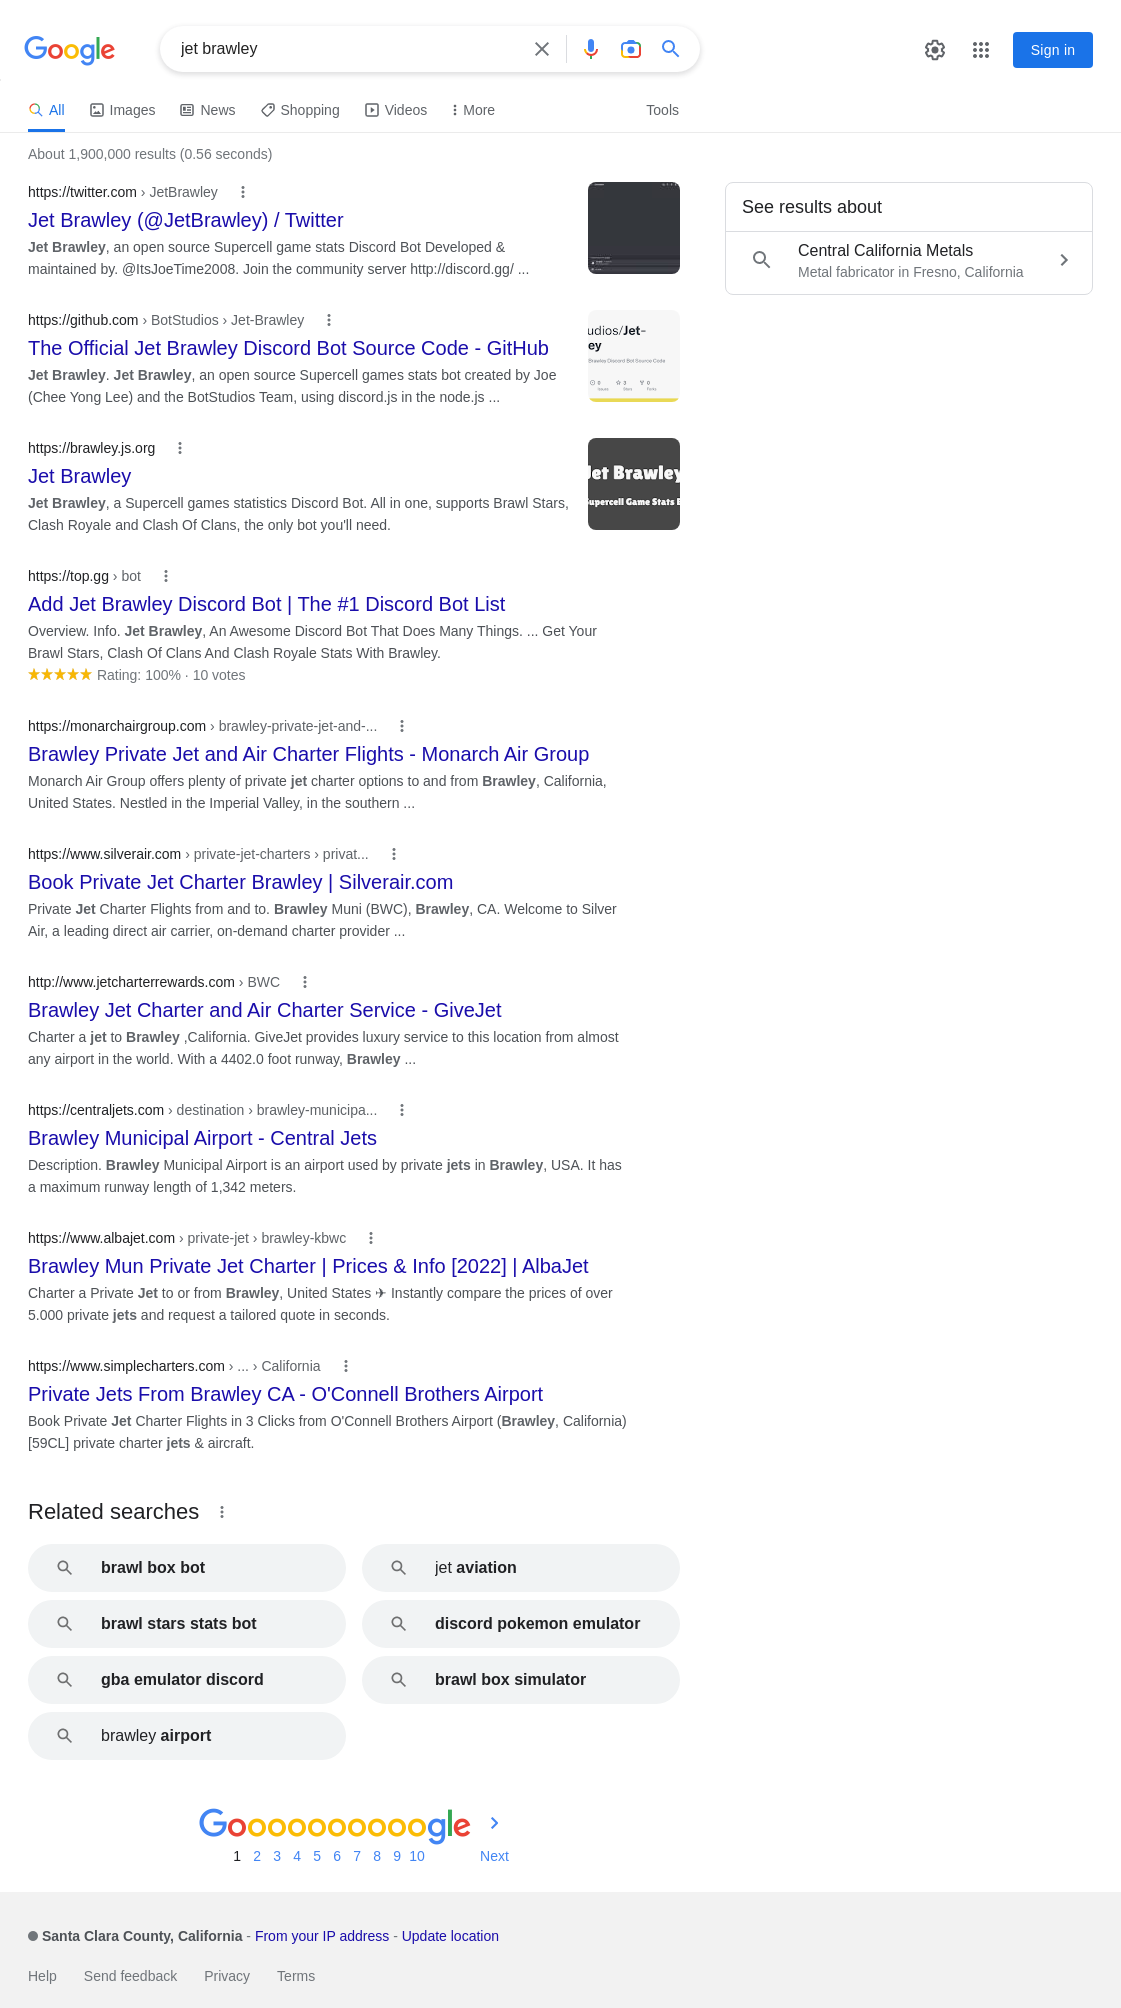 Google
jet brawley
Sign in
All
Images
News
Shopping
Videos
More
Tools
About 1,900,000 results (0.56 seconds)
https://twitter.com › JetBrawley
Jet Brawley (@JetBrawley) / Twitter
Jet Brawley, an open source Supercell game stats Discord Bot Developed &
maintained by. @ItsJoeTime2008. Join the community server http://discord.gg/ ...
https://github.com › BotStudios › Jet-Brawley
The Official Jet Brawley Discord Bot Source Code - GitHub
Jet Brawley. Jet Brawley, an open source Supercell games stats bot created by Joe
(Chee Yong Lee) and the BotStudios Team, using discord.js in the node.js ...
udios/Jet-
ey
Brawley Discord Bot Source Code
0 3 0
Issues Stars Forks
https://brawley.js.org
Jet Brawley
Jet Brawley, a Supercell games statistics Discord Bot. All in one, supports Brawl Stars,
Clash Royale and Clash Of Clans, the only bot you'll need.
Jet Brawley
Supercell Game Stats B
https://top.gg › bot
Add Jet Brawley Discord Bot | The #1 Discord Bot List
Overview. Info. Jet Brawley, An Awesome Discord Bot That Does Many Things. ... Get Your
Brawl Stars, Clash Of Clans And Clash Royale Stats With Brawley.
Rating: 100% · 10 votes
https://monarchairgroup.com › brawley-private-jet-and-...
Brawley Private Jet and Air Charter Flights - Monarch Air Group
Monarch Air Group offers plenty of private jet charter options to and from Brawley, California,
United States. Nestled in the Imperial Valley, in the southern ...
https://www.silverair.com › private-jet-charters › privat...
Book Private Jet Charter Brawley | Silverair.com
Private Jet Charter Flights from and to. Brawley Muni (BWC), Brawley, CA. Welcome to Silver
Air, a leading direct air carrier, on-demand charter provider ...
http://www.jetcharterrewards.com › BWC
Brawley Jet Charter and Air Charter Service - GiveJet
Charter a jet to Brawley ,California. GiveJet provides luxury service to this location from almost
any airport in the world. With a 4402.0 foot runway, Brawley ...
https://centraljets.com › destination › brawley-municipa...
Brawley Municipal Airport - Central Jets
Description. Brawley Municipal Airport is an airport used by private jets in Brawley, USA. It has
a maximum runway length of 1,342 meters.
https://www.albajet.com › private-jet › brawley-kbwc
Brawley Mun Private Jet Charter | Prices & Info [2022] | AlbaJet
Charter a Private Jet to or from Brawley, United States ✈ Instantly compare the prices of over
5.000 private jets and request a tailored quote in seconds.
https://www.simplecharters.com › ... › California
Private Jets From Brawley CA - O'Connell Brothers Airport
Book Private Jet Charter Flights in 3 Clicks from O'Connell Brothers Airport (Brawley, California)
[59CL] private charter jets & aircraft.
See results about
Central California Metals
Metal fabricator in Fresno, California
Related searches
brawl box bot
jet aviation
brawl stars stats bot
discord pokemon emulator
gba emulator discord
brawl box simulator
brawley airport
Goooooooooogle
1 2 3 4 5 6 7 8 9 10 Next
Santa Clara County, California - From your IP address - Update location
Help Send feedback Privacy Terms